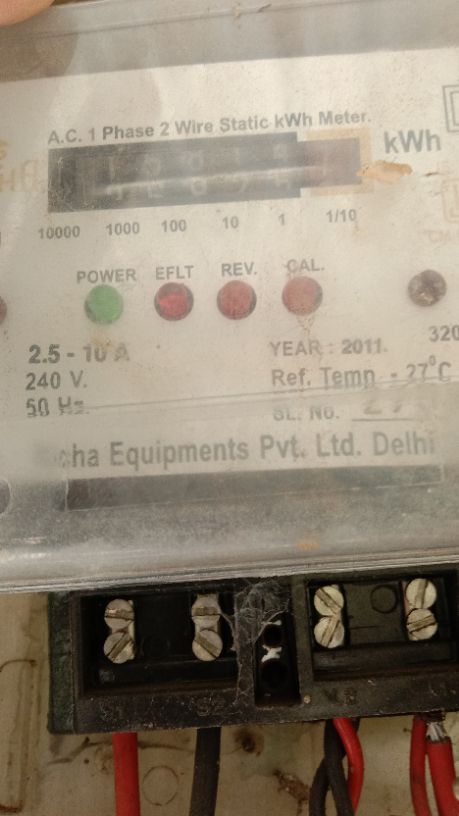 A.C. 1 Phase 2 Wire Static kWh Meter.
kWh
10000 1000 100 10 1 1/10
POWER EFLT REV. CAL.
320
2.5 - 10 A
240 V.
50 Hz.
YEAR : 2011.
Ref. Temp - 27°C
SL. No.
Equipments Pvt. Ltd. Delhi